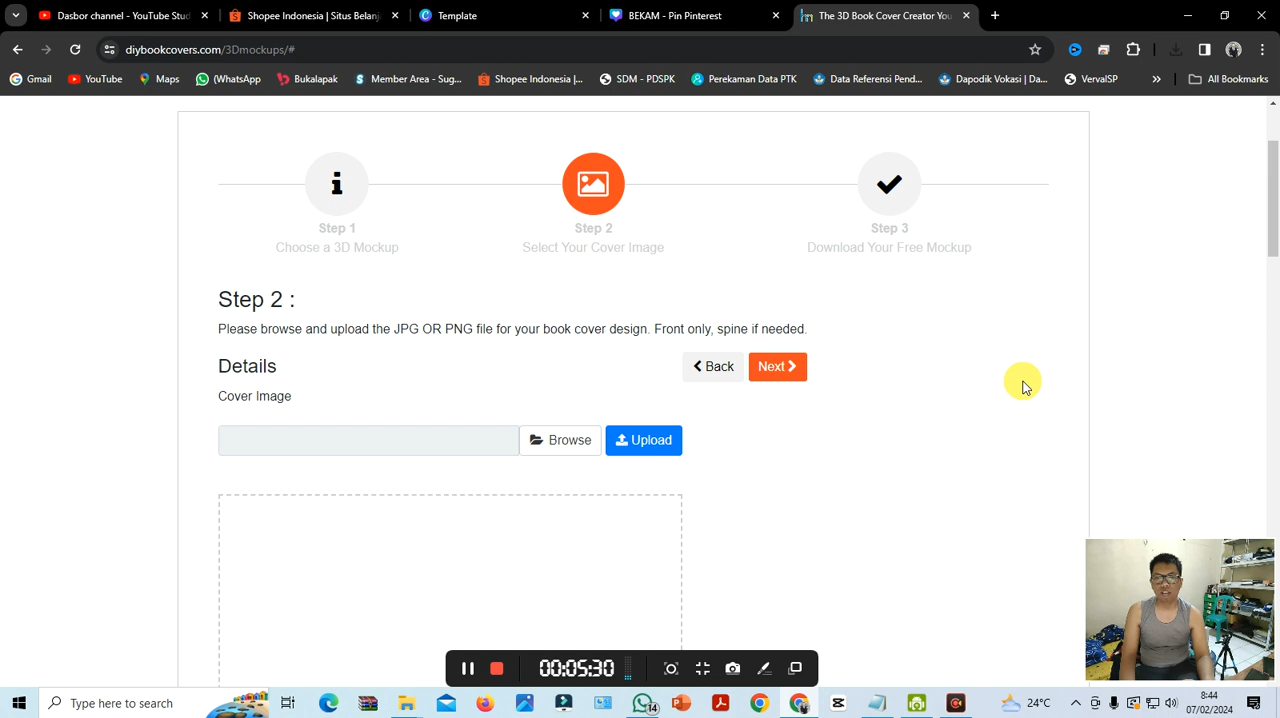 Dasbor channel - YouTube Stud
Shopee Indonesia | Situs Belanj
Template
BEKAM - Pin Pinterest
The 3D Book Cover Creator You
diybookcovers.com/3Dmockups/#
Gmail
YouTube
Maps
(WhatsApp
Bukalapak
Member Area - Sug...
Shopee Indonesia |...
SDM - PDSPK
Perekaman Data PTK
Data Referensi Pend...
Dapodik Vokasi | Da...
VervalSP
»
All Bookmarks
Step 1
Choose a 3D Mockup
Step 2
Select Your Cover Image
Step 3
Download Your Free Mockup
Step 2 :
Please browse and upload the JPG OR PNG file for your book cover design. Front only, spine if needed.
Details
Back
Next
Cover Image
Browse
Upload
00:05:30
Type here to search
14
24°C
8:44
07/02/2024